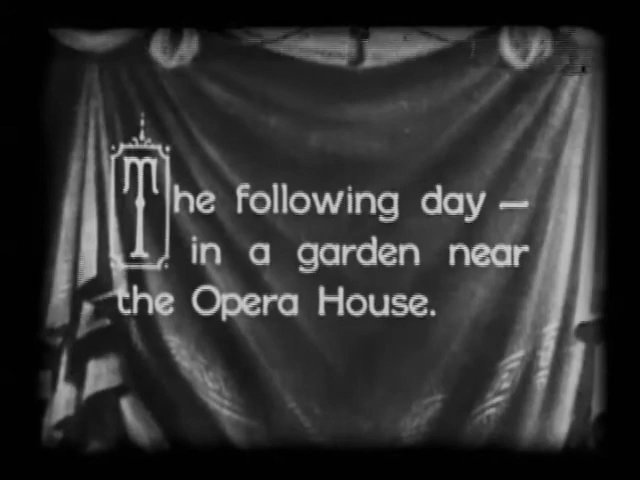 The following day —
in a garden near
the Opera House.